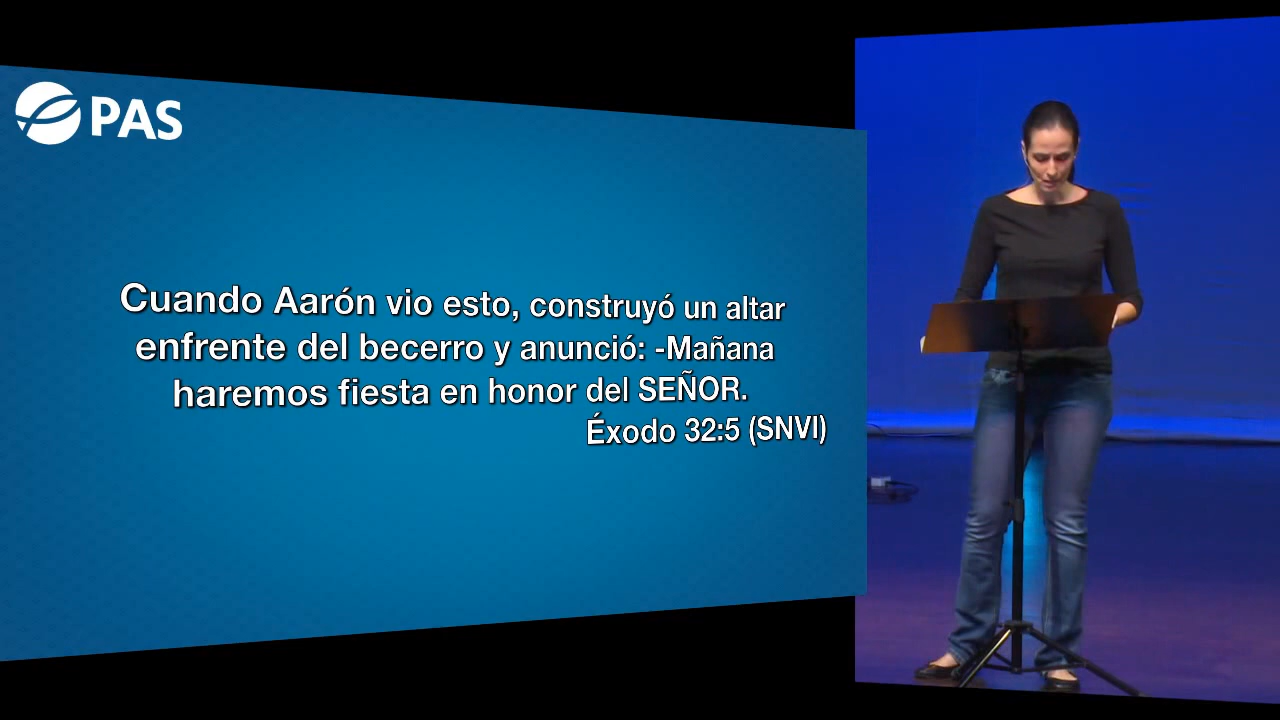 PAS
Cuando Aarón vio esto, construyó un altar
enfrente del becerro y anunció: -Mañana
haremos fiesta en honor del SEÑOR.
Éxodo 32:5 (SNVI)